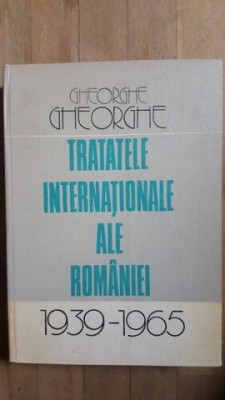 GHEORGHE
GHEORGHE
TRATATELE
INTERNAȚIONALE
ALE
ROMÂNIEI
1939-1965